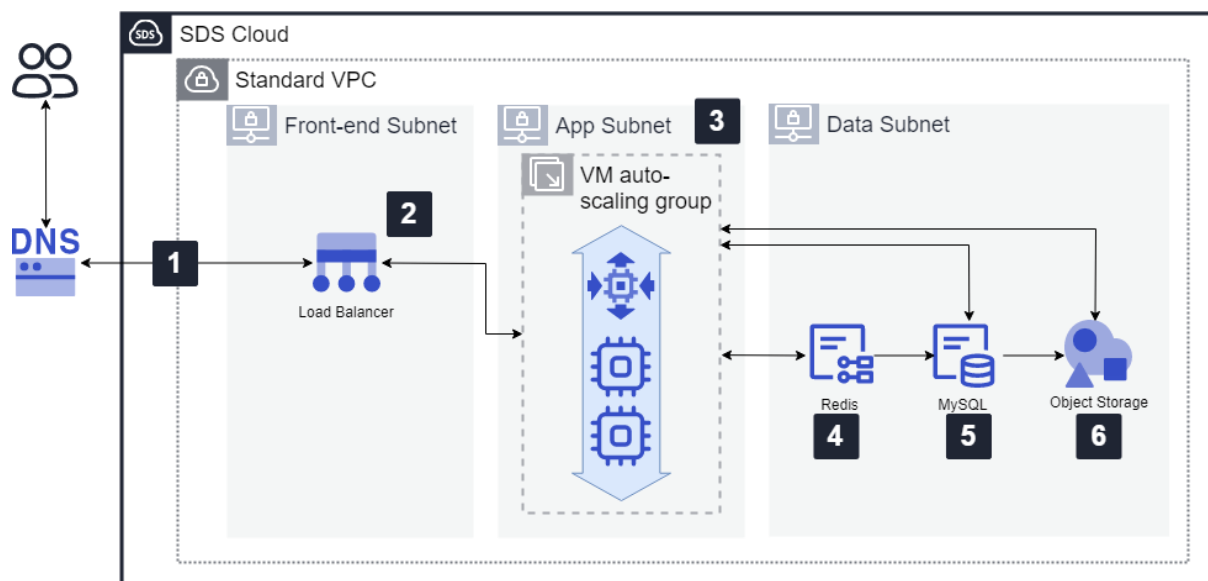 SDS
SDS Cloud
Standard VPC
Front-end Subnet
App Subnet
3
Data Subnet
VM auto-
scaling group
2
DNS
1
Load Balancer
Redis
MySQL
Object Storage
4
5
6